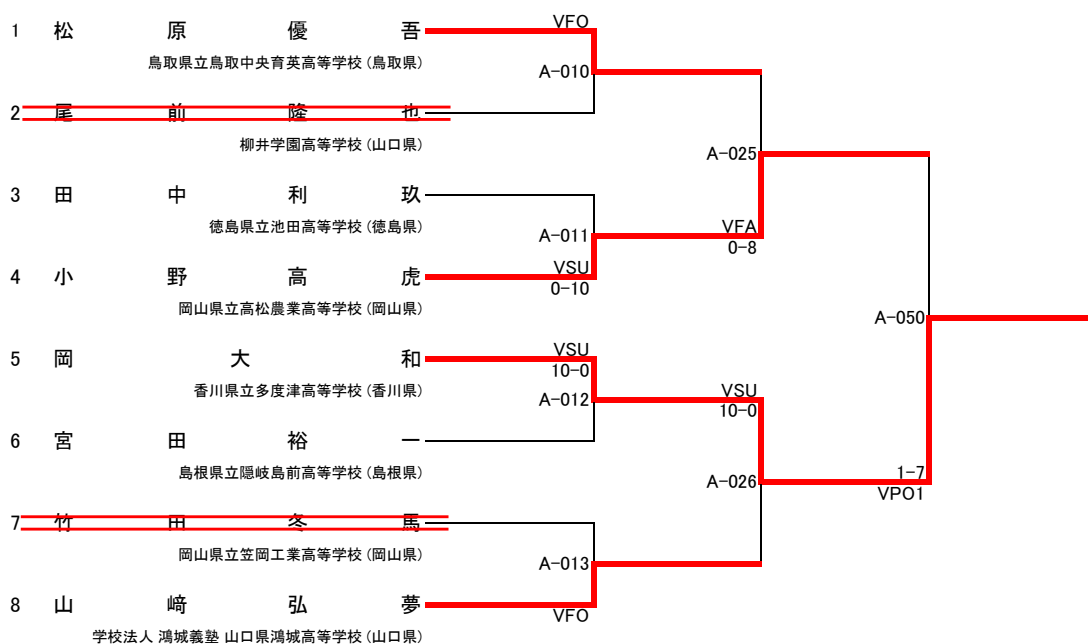 1 松原優吾 VFO
鳥取県立鳥取中央育英高等学校 (鳥取県)
A-010
2 尾前隆也
柳井学園高等学校 (山口県)
A-025
3 田中利玖
徳島県立池田高等学校 (徳島県)
A-011
VFA
0-8
4 小野高虎 VSU
0-10
岡山県立高松農業高等学校 (岡山県)
A-050
5 岡大和 VSU
10-0
香川県立多度津高等学校 (香川県)
A-012
VSU
10-0
6 宮田裕一
島根県立隠岐島前高等学校 (島根県)
A-026
1-7
VPO1
7 竹田冬馬
岡山県立笠岡工業高等学校 (岡山県)
A-013
8 山﨑弘夢 VFO
学校法人 鴻城義塾 山口県鴻城高等学校 (山口県)